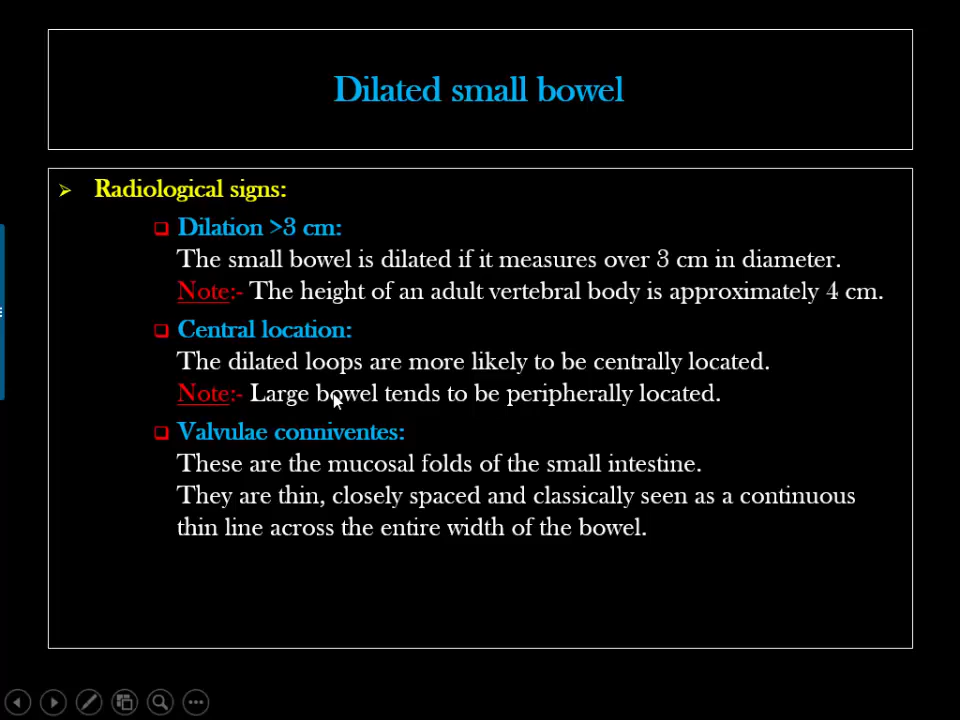 Dilated small bowel
Radiological signs:
Dilation >3 cm:
The small bowel is dilated if it measures over 3 cm in diameter.
Note:- The height of an adult vertebral body is approximately 4 cm.
Central location:
The dilated loops are more likely to be centrally located.
Note:- Large bowel tends to be peripherally located.
Valvulae conniventes:
These are the mucosal folds of the small intestine.
They are thin, closely spaced and classically seen as a continuous
thin line across the entire width of the bowel.